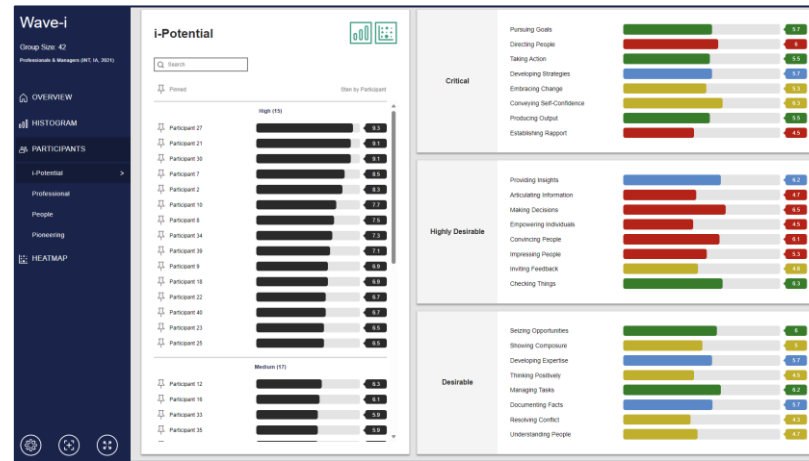 Wave-i
Group Size: 42
Professionals & Managers (INT, IA, 2021)
OVERVIEW
HISTOGRAM
PARTICIPANTS
i-Potential >
Professional
People
Pioneering
HEATMAP
i-Potential
Search
Pinned Sten by Participant
High (15)
Participant 27 9.3
Participant 21 9.1
Participant 30 9.1
Participant 7 8.5
Participant 2 8.3
Participant 10 7.7
Participant 8 7.5
Participant 34 7.3
Participant 39 7.1
Participant 9 6.9
Participant 18 6.9
Participant 22 6.7
Participant 40 6.7
Participant 23 6.5
Participant 25 6.5
Medium (17)
Participant 12 6.3
Participant 16 6.1
Participant 33 5.9
Participant 35 5.9
Critical
Pursuing Goals 5.7
Directing People 6
Taking Action 5.5
Developing Strategies 5.7
Embracing Change 5.3
Conveying Self-Confidence 6.3
Producing Output 5.5
Establishing Rapport 4.5
Highly Desirable
Providing Insights 6.2
Articulating Information 4.7
Making Decisions 6.5
Empowering Individuals 4.5
Convincing People 6.1
Impressing People 5.3
Inviting Feedback 4.8
Checking Things 6.3
Desirable
Seizing Opportunities 6
Showing Composure 5
Developing Expertise 5.7
Thinking Positively 4.5
Managing Tasks 6.2
Documenting Facts 5.7
Resolving Conflict 4.3
Understanding People 4.7